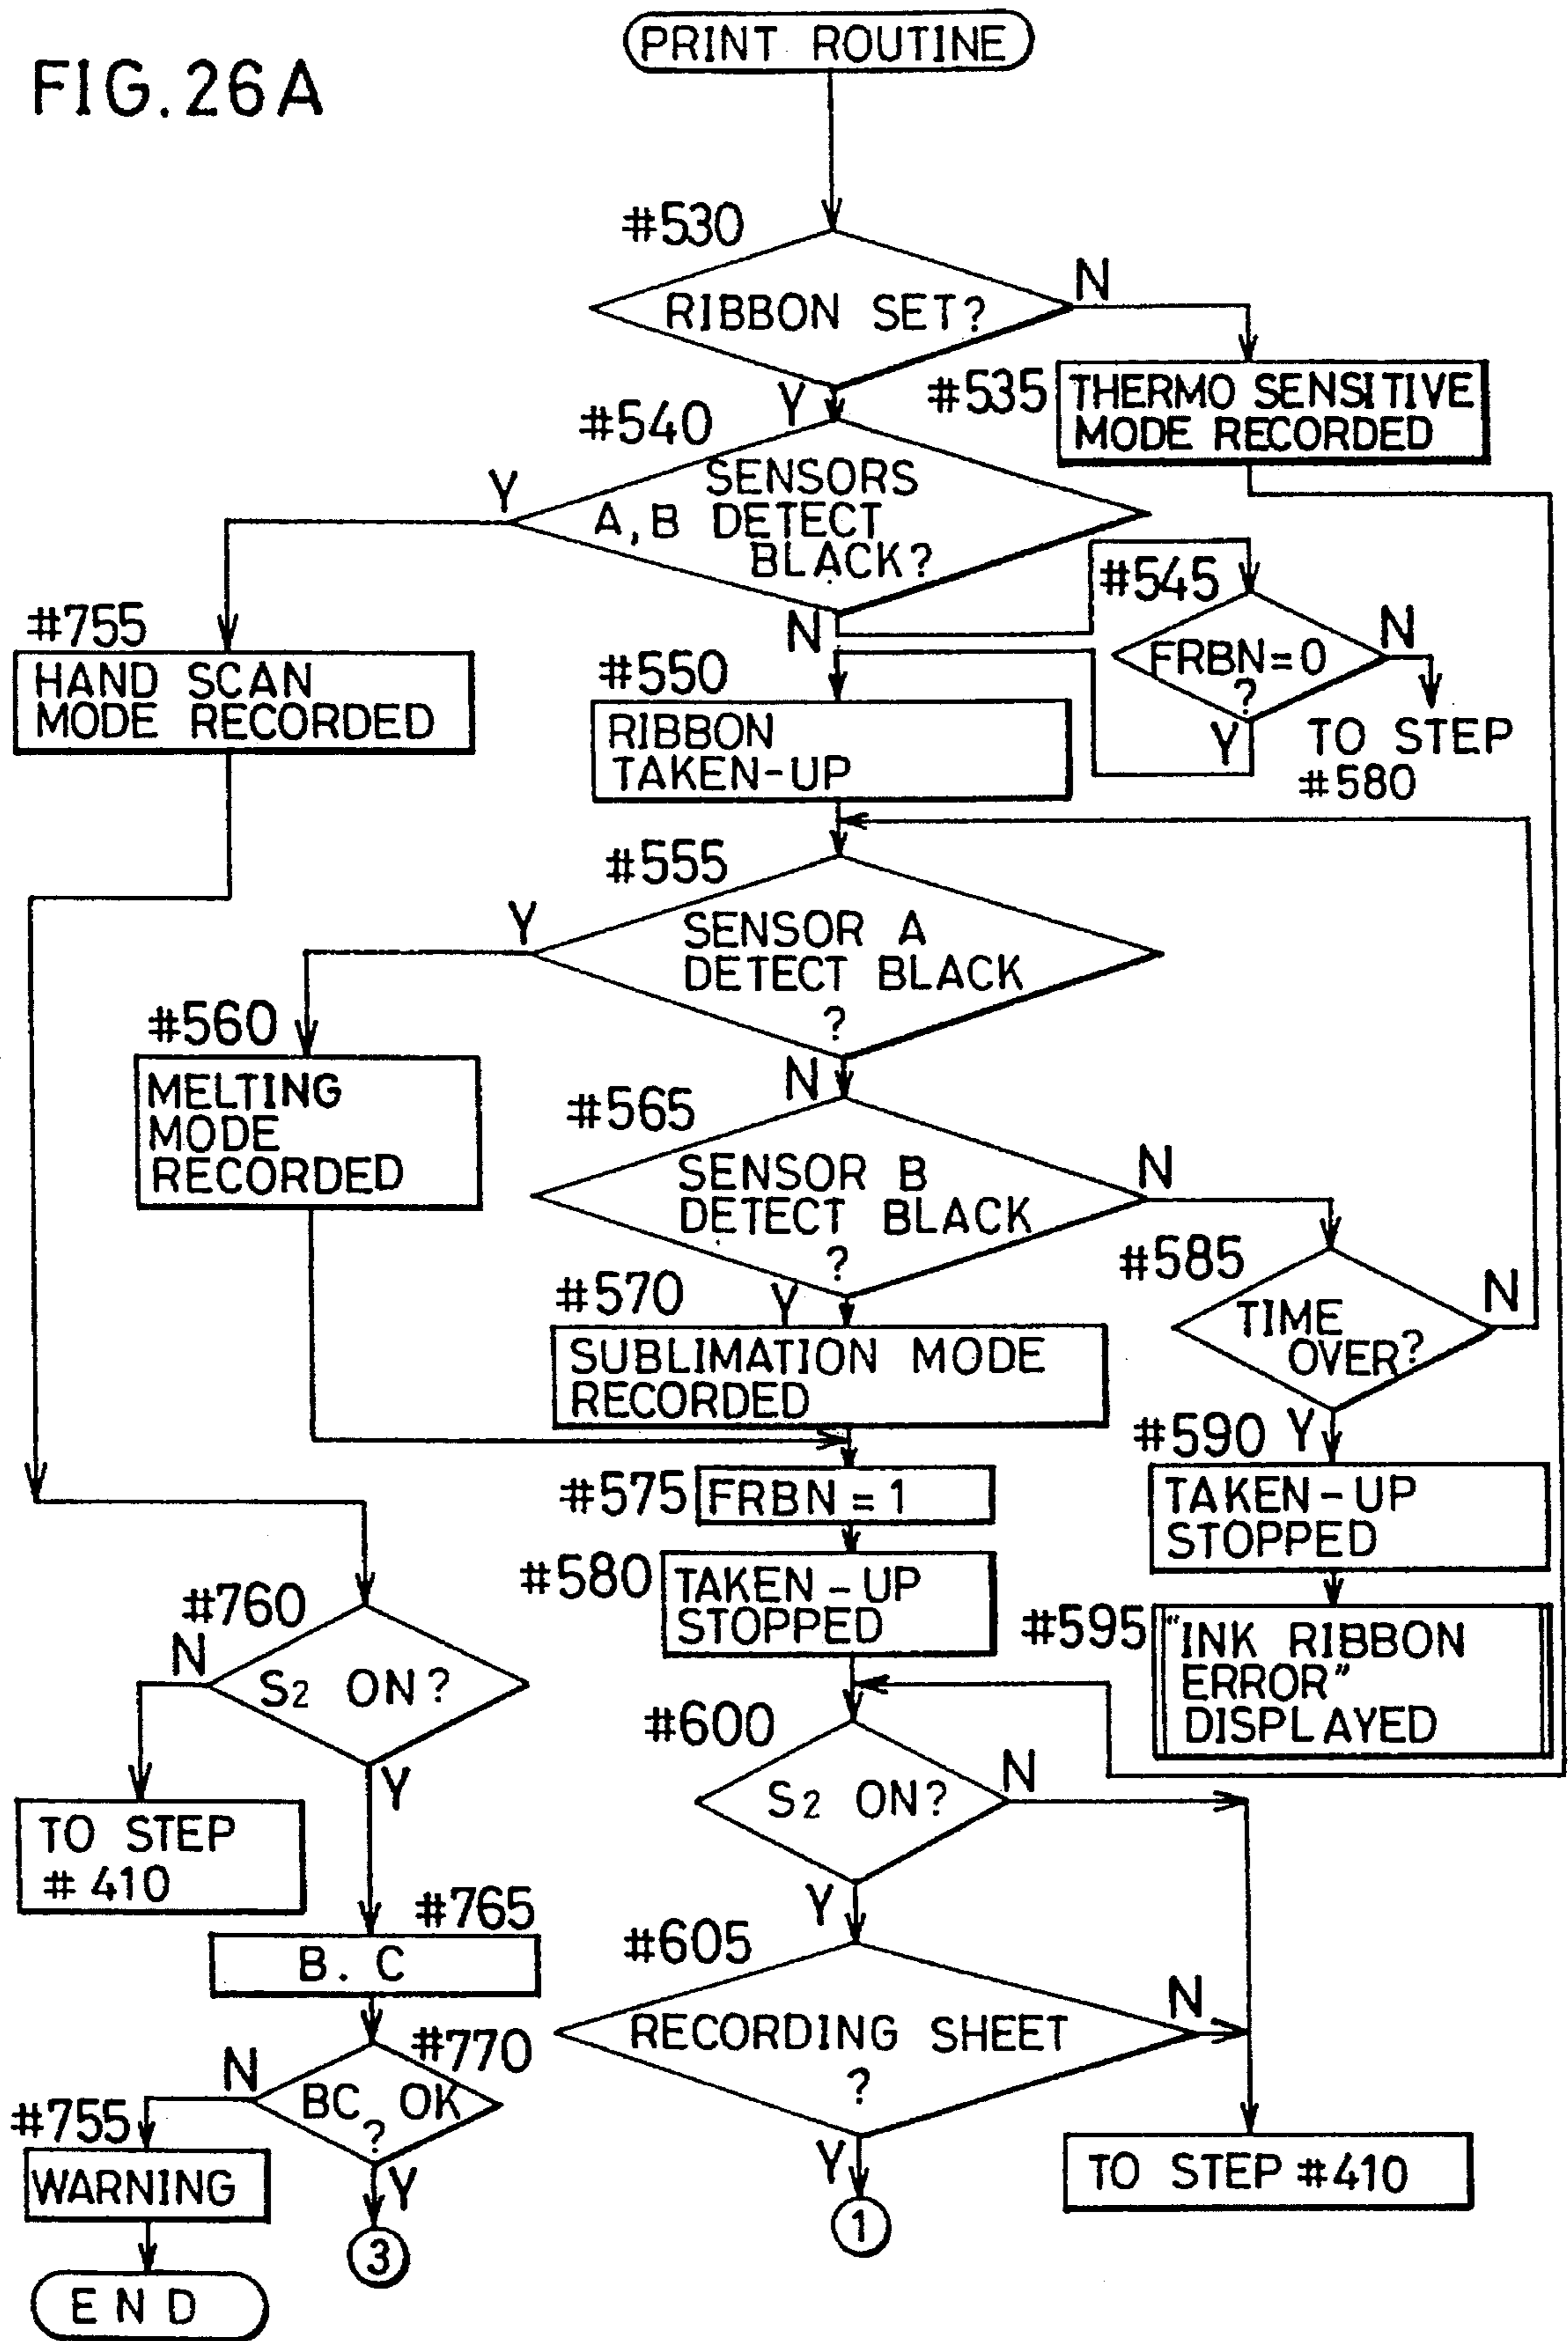 FIG. 26A
PRINT ROUTINE
#530
RIBBON SET?
N
Y
#535
THERMO SENSITIVE
MODE RECORDED
#540
SENSORS
A, B DETECT
BLACK?
Y
N
#545
FRBN=0
?
N
Y
TO STEP
#580
#755
HAND SCAN
MODE RECORDED
#550
RIBBON
TAKEN-UP
#555
SENSOR A
DETECT BLACK
?
Y
N
#560
MELTING
MODE
RECORDED
#565
SENSOR B
DETECT BLACK
?
N
Y
#585
TIME
OVER?
N
Y
#570
SUBLIMATION MODE
RECORDED
#575
FRBN = 1
#580
TAKEN-UP
STOPPED
#590
TAKEN-UP
STOPPED
#595
"INK RIBBON
ERROR"
DISPLAYED
#760
S2 ON?
N
Y
TO STEP
#410
#600
S2 ON?
N
Y
#765
B. C
#605
RECORDING SHEET
?
N
Y
#770
BC OK
?
N
Y
#755
WARNING
END
3
1
TO STEP #410